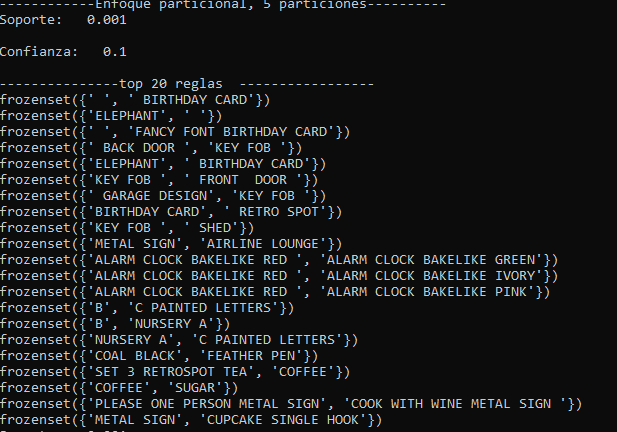 ------------Enfoque particional, 5 particiones----------
Soporte:   0.001
Confianza:   0.1
---------------top 20 reglas  -----------------
frozenset({' ', ' BIRTHDAY CARD'})
frozenset({'ELEPHANT', ' '})
frozenset({' ', 'FANCY FONT BIRTHDAY CARD'})
frozenset({' BACK DOOR ', 'KEY FOB '})
frozenset({'ELEPHANT', ' BIRTHDAY CARD'})
frozenset({'KEY FOB ', ' FRONT  DOOR '})
frozenset({' GARAGE DESIGN', 'KEY FOB '})
frozenset({'BIRTHDAY CARD', ' RETRO SPOT'})
frozenset({'KEY FOB ', ' SHED'})
frozenset({'METAL SIGN', 'AIRLINE LOUNGE'})
frozenset({'ALARM CLOCK BAKELIKE RED ', 'ALARM CLOCK BAKELIKE GREEN'})
frozenset({'ALARM CLOCK BAKELIKE RED ', 'ALARM CLOCK BAKELIKE IVORY'})
frozenset({'ALARM CLOCK BAKELIKE RED ', 'ALARM CLOCK BAKELIKE PINK'})
frozenset({'B', 'C PAINTED LETTERS'})
frozenset({'B', 'NURSERY A'})
frozenset({'NURSERY A', 'C PAINTED LETTERS'})
frozenset({'COAL BLACK', 'FEATHER PEN'})
frozenset({'SET 3 RETROSPOT TEA', 'COFFEE'})
frozenset({'COFFEE', 'SUGAR'})
frozenset({'PLEASE ONE PERSON METAL SIGN', 'COOK WITH WINE METAL SIGN '})
frozenset({'METAL SIGN', 'CUPCAKE SINGLE HOOK'})